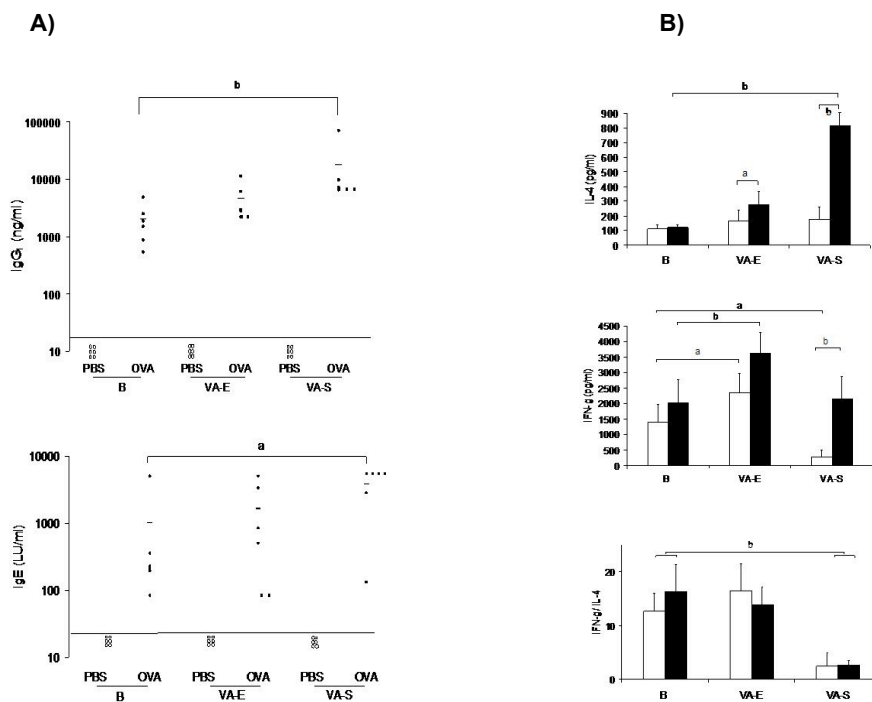 A)
b
100000
10000
1000
100
10
IgG₁ (ng/ml)
PBS OVA PBS OVA PBS OVA
B VA-E VA-S
a
10000
1000
100
10
IgE (LU/ml)
PBS OVA PBS OVA PBS OVA
B VA-E VA-S
B)
b
b
a
900
800
700
600
500
400
300
200
100
0
IL-4 (pg/ml)
B VA-E VA-S
a
b
a
b
4500
4000
3500
3000
2500
2000
1500
1000
500
0
IFN-g (pg/ml)
B VA-E VA-S
b
20
10
0
IFN-g/ IL-4
B VA-E VA-S